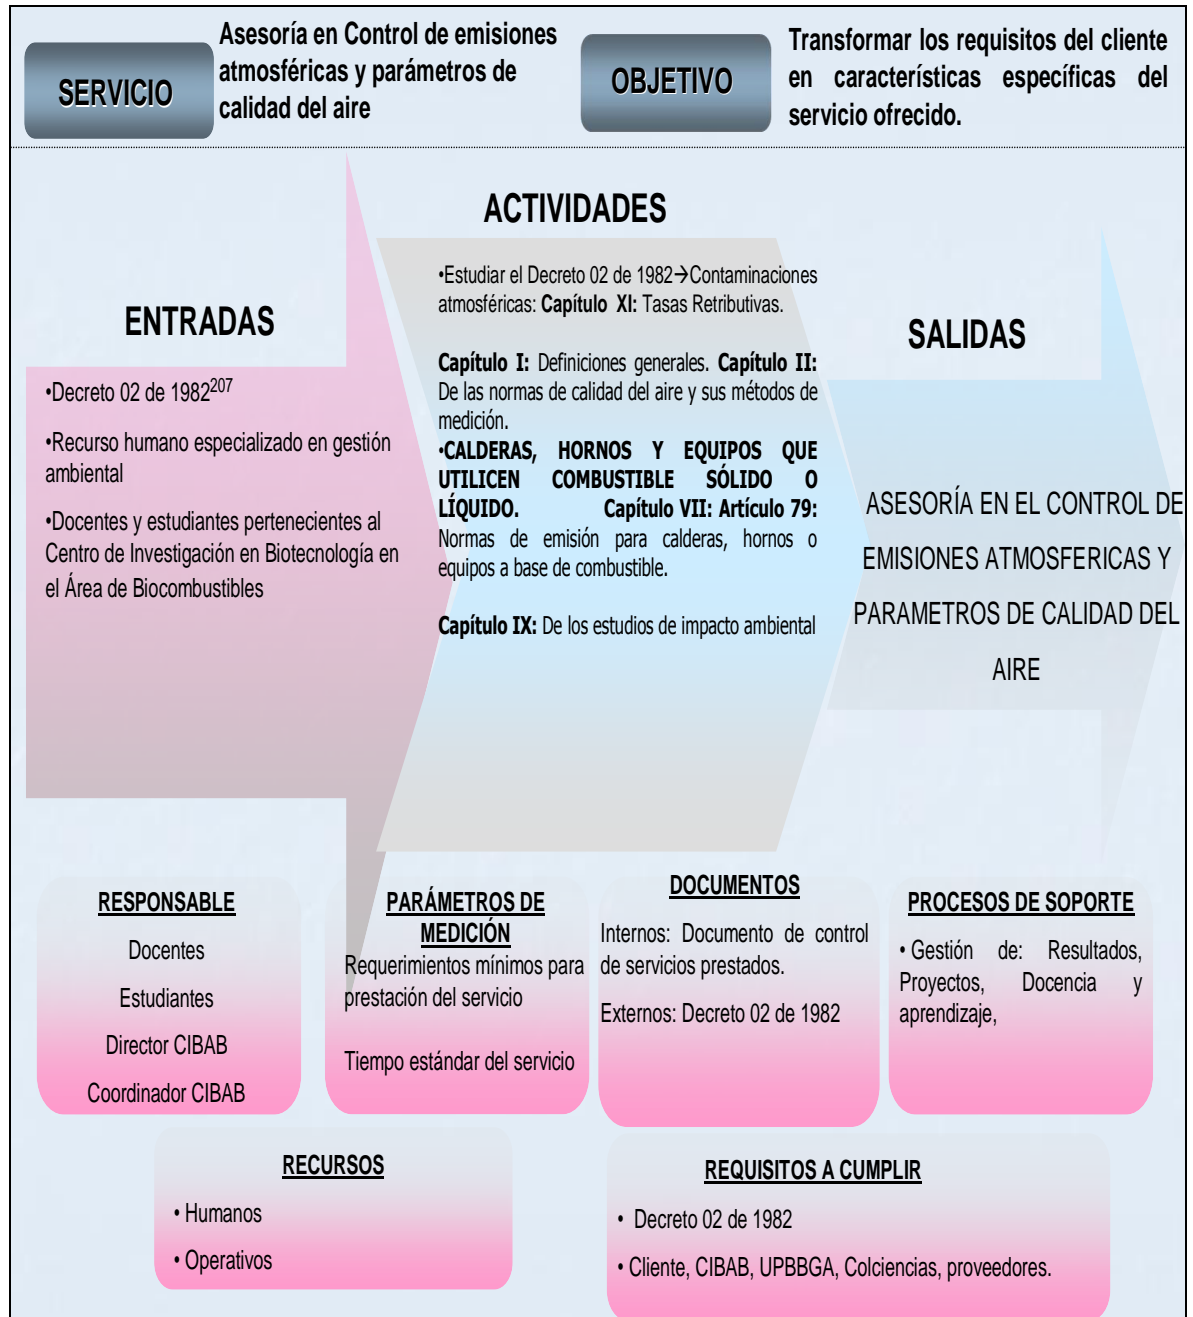 SERVICIO
Asesoría en Control de emisiones
atmosféricas y parámetros de
calidad del aire
OBJETIVO
Transformar los requisitos del cliente
en características específicas del
servicio ofrecido.
ENTRADAS
•Decreto 02 de 1982207
•Recurso humano especializado en gestión
ambiental
•Docentes y estudiantes pertenecientes al
Centro de Investigación en Biotecnología en
el Área de Biocombustibles
ACTIVIDADES
•Estudiar el Decreto 02 de 1982→Contaminaciones
atmosféricas: Capítulo XI: Tasas Retributivas.
Capítulo I: Definiciones generales. Capítulo II:
De las normas de calidad del aire y sus métodos de
medición.
•CALDERAS, HORNOS Y EQUIPOS QUE
UTILICEN COMBUSTIBLE SÓLIDO O
LÍQUIDO. Capítulo VII: Artículo 79:
Normas de emisión para calderas, hornos o
equipos a base de combustible.
Capítulo IX: De los estudios de impacto ambiental
SALIDAS
ASESORÍA EN EL CONTROL DE
EMISIONES ATMOSFERICAS Y
PARAMETROS DE CALIDAD DEL
AIRE
RESPONSABLE
Docentes
Estudiantes
Director CIBAB
Coordinador CIBAB
PARÁMETROS DE
MEDICIÓN
Requerimientos mínimos para
prestación del servicio
Tiempo estándar del servicio
DOCUMENTOS
Internos: Documento de control
de servicios prestados.
Externos: Decreto 02 de 1982
PROCESOS DE SOPORTE
• Gestión de: Resultados,
Proyectos, Docencia y
aprendizaje,
RECURSOS
• Humanos
• Operativos
REQUISITOS A CUMPLIR
• Decreto 02 de 1982
• Cliente, CIBAB, UPBBGA, Colciencias, proveedores.